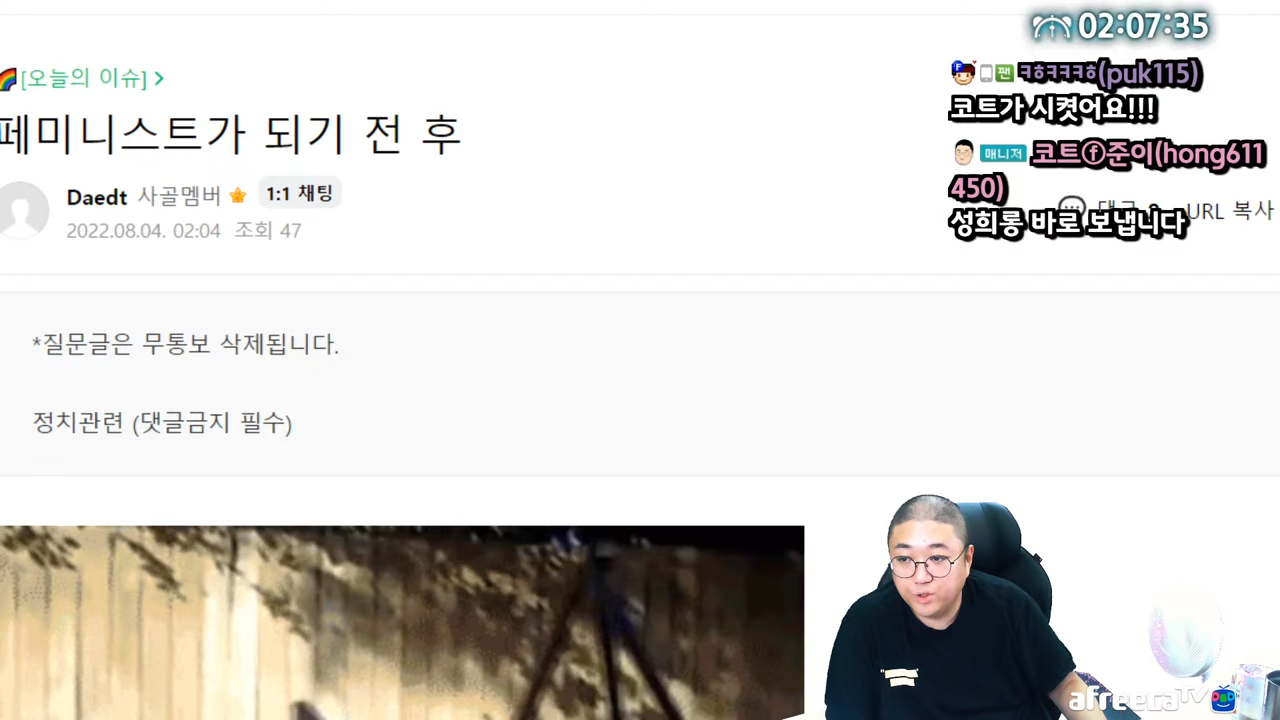 02:07:35
[오늘의 이슈] >
페미니스트가 되기 전 후
Daedt 사골멤버 1:1 채팅
2022.08.04. 02:04 조회 47
F 팬 ㅋㅎㅋㅋㅋㅎ(puk115)
코트가 시켯어요!!!
매니저 코트ⓕ준이(hong611
450)
성희롱 바로 보냅니다
URL 복사
*질문글은 무통보 삭제됩니다.
정치관련 (댓글금지 필수)
afreecaTV